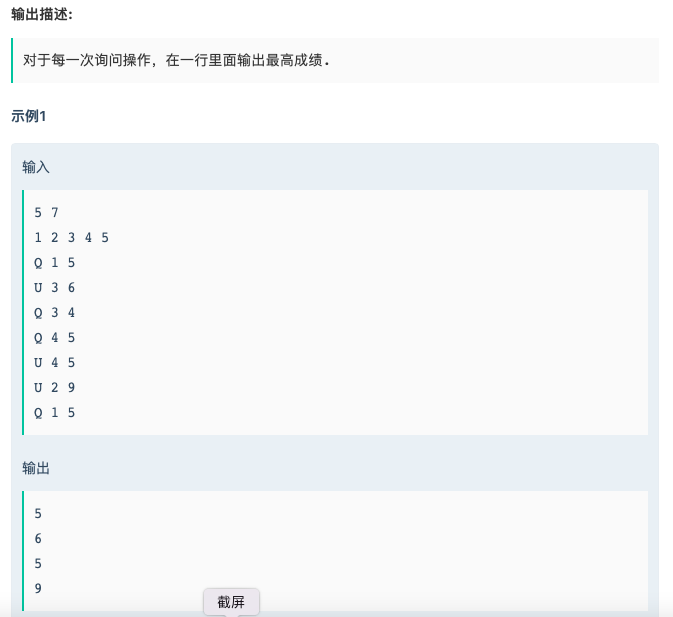 输出描述:
对于每一次询问操作，在一行里面输出最高成绩.
示例1
输入
5 7
1 2 3 4 5
Q 1 5
U 3 6
Q 3 4
Q 4 5
U 4 5
U 2 9
Q 1 5
输出
5
6
5
9
截屏